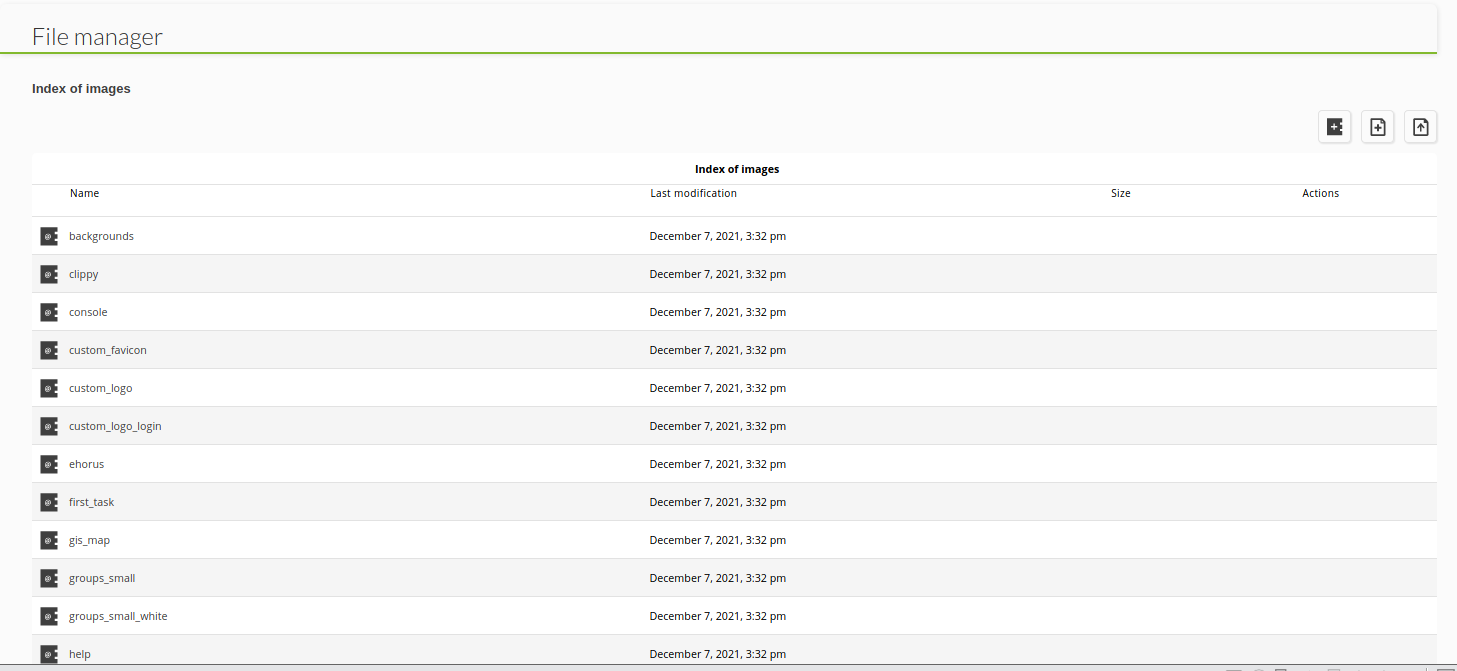 File manager
Index of images
Index of images
Name Last modification Size Actions
backgrounds December 7, 2021, 3:32 pm
clippy December 7, 2021, 3:32 pm
console December 7, 2021, 3:32 pm
custom_favicon December 7, 2021, 3:32 pm
custom_logo December 7, 2021, 3:32 pm
custom_logo_login December 7, 2021, 3:32 pm
ehorus December 7, 2021, 3:32 pm
first_task December 7, 2021, 3:32 pm
gis_map December 7, 2021, 3:32 pm
groups_small December 7, 2021, 3:32 pm
groups_small_white December 7, 2021, 3:32 pm
help December 7, 2021, 3:32 pm